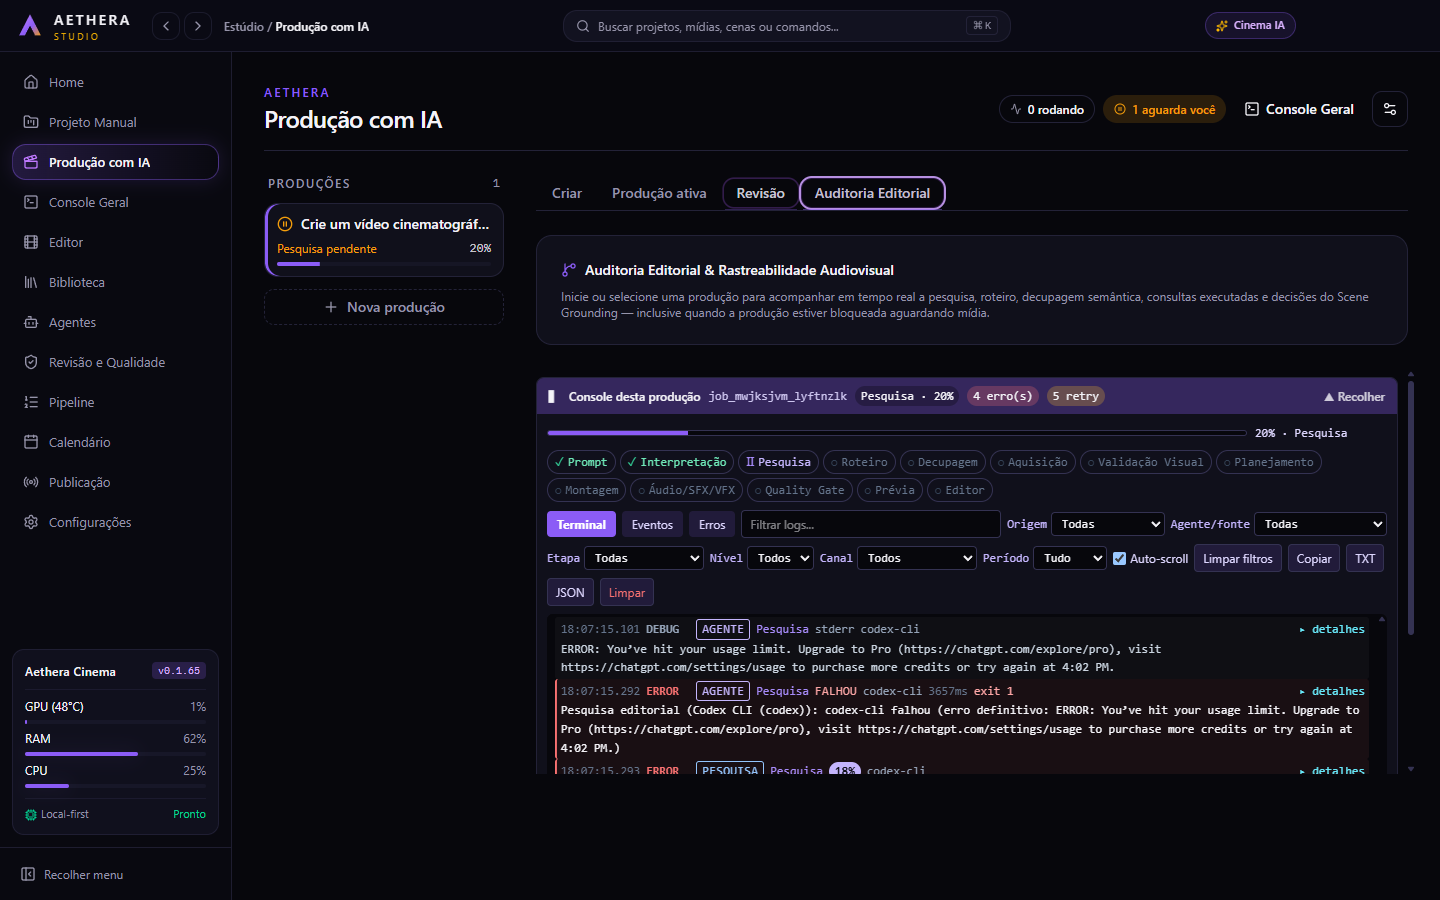 AETHERA
STUDIO
Estúdio / Produção com IA
Buscar projetos, mídias, cenas ou comandos...
⌘ K
Cinema IA
Home
Projeto Manual
Produção com IA
Console Geral
Editor
Biblioteca
Agentes
Revisão e Qualidade
Pipeline
Calendário
Publicação
Configurações
Aethera Cinema v0.1.65
GPU (48°C) 1%
RAM 62%
CPU 25%
Local-first Pronto
Recolher menu
AETHERA
Produção com IA
0 rodando
1 aguarda você
Console Geral
PRODUÇÕES 1
Crie um vídeo cinematográf...
Pesquisa pendente 20%
+ Nova produção
Criar Produção ativa Revisão Auditoria Editorial
Auditoria Editorial & Rastreabilidade Audiovisual
Inicie ou selecione uma produção para acompanhar em tempo real a pesquisa, roteiro, decupagem semântica, consultas executadas e decisões do Scene
Grounding — inclusive quando a produção estiver bloqueada aguardando mídia.
Console desta produção job_mwjksjvm_lyftnzlk Pesquisa · 20% 4 erro(s) 5 retry ▲ Recolher
20% · Pesquisa
✓ Prompt ✓ Interpretação Pesquisa ○ Roteiro ○ Decupagem ○ Aquisição ○ Validação Visual ○ Planejamento
○ Montagem ○ Áudio/SFX/VFX ○ Quality Gate ○ Prévia ○ Editor
Terminal Eventos Erros Filtrar logs... Origem Todas Agente/fonte Todas
Etapa Todas Nível Todos Canal Todos Período Tudo Auto-scroll Limpar filtros Copiar TXT
JSON Limpar
18:07:15.101 DEBUG AGENTE Pesquisa stderr codex-cli ▸ detalhes
ERROR: You’ve hit your usage limit. Upgrade to Pro (https://chatgpt.com/explore/pro), visit
https://chatgpt.com/settings/usage to purchase more credits or try again at 4:02 PM.
18:07:15.292 ERROR AGENTE Pesquisa FALHOU codex-cli 3657ms exit 1 ▸ detalhes
Pesquisa editorial (Codex CLI (codex)): codex-cli falhou (erro definitivo: ERROR: You’ve hit your usage limit. Upgrade to
Pro (https://chatgpt.com/explore/pro), visit https://chatgpt.com/settings/usage to purchase more credits or try again at
4:02 PM.)
18:07:15.293 ERROR PESQUISA Pesquisa 18% codex-cli ▸ detalhes